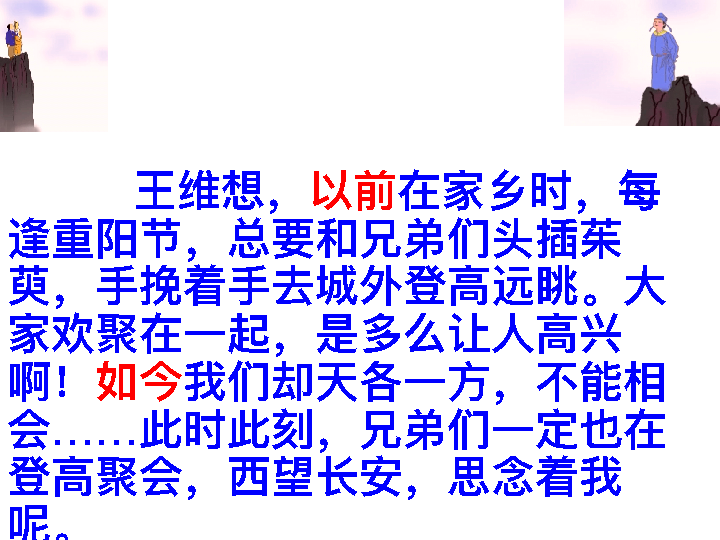 王维想，以前在家乡时，每
逢重阳节，总要和兄弟们头插茱
萸，手挽着手去城外登高远眺。大
家欢聚在一起，是多么让人高兴
啊！如今我们却天各一方，不能相
会……此时此刻，兄弟们一定也在
登高聚会，西望长安，思念着我
呢。